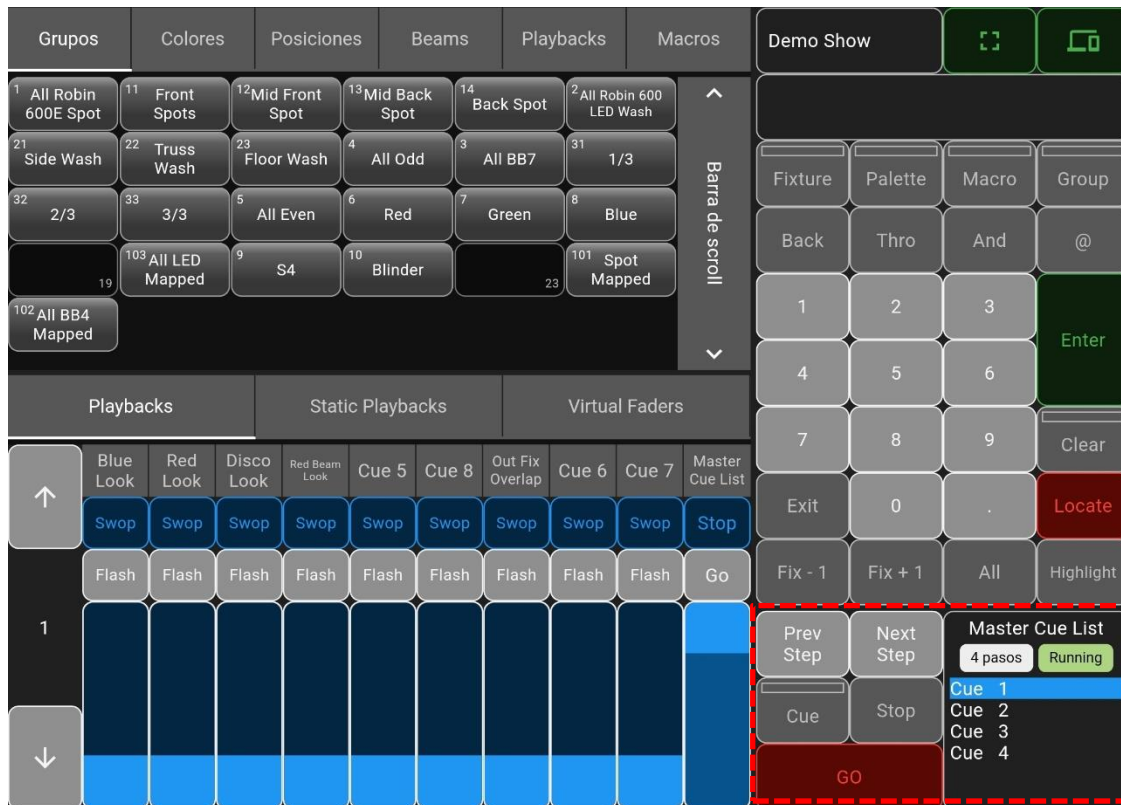 Grupos
Colores
Posiciones
Beams
Playbacks
Macros
1 All Robin
600E Spot
11 Front
Spots
12 Mid Front
Spot
13 Mid Back
Spot
14
Back Spot
2 All Robin 600
LED Wash
21
Side Wash
22 Truss
Wash
23
Floor Wash
4
All Odd
3
All BB7
31
1/3
32
2/3
33
3/3
5
All Even
6
Red
7
Green
8
Blue
19
103 All LED
Mapped
9
S4
10
Blinder
23
101 Spot
Mapped
102 All BB4
Mapped
Barra de scroll
Playbacks
Static Playbacks
Virtual Faders
Blue
Look
Red
Look
Disco
Look
Red Beam
Look
Cue 5
Cue 8
Out Fix
Overlap
Cue 6
Cue 7
Master
Cue List
Swop
Swop
Swop
Swop
Swop
Swop
Swop
Swop
Swop
Stop
Flash
Flash
Flash
Flash
Flash
Flash
Flash
Flash
Flash
Go
1
Demo Show
Fixture
Palette
Macro
Group
Back
Thro
And
@
1
2
3
Enter
4
5
6
7
8
9
Clear
Exit
0
.
Locate
Fix - 1
Fix + 1
All
Highlight
Prev
Step
Next
Step
Cue
Stop
GO
Master Cue List
4 pasos
Running
Cue 1
Cue 2
Cue 3
Cue 4